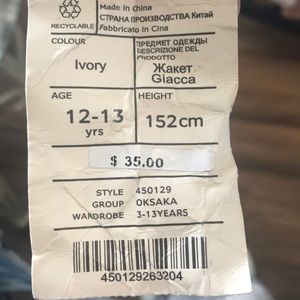 RECYCLABLE
Made in China
СТРАНА ПРОИЗВОДСТВА Китай
Fabbricato in Cina
COLOUR
ПРЕДМЕТ ОДЕЖДЫ
DESCRIZIONE DEL
PRODOTTO
Ivory
Жакет
Giacca
AGE
HEIGHT
12-13
yrs
152cm
$ 35.00
STYLE 450129
GROUP OKSAKA
WARDROBE 3-13YEARS
450129263204